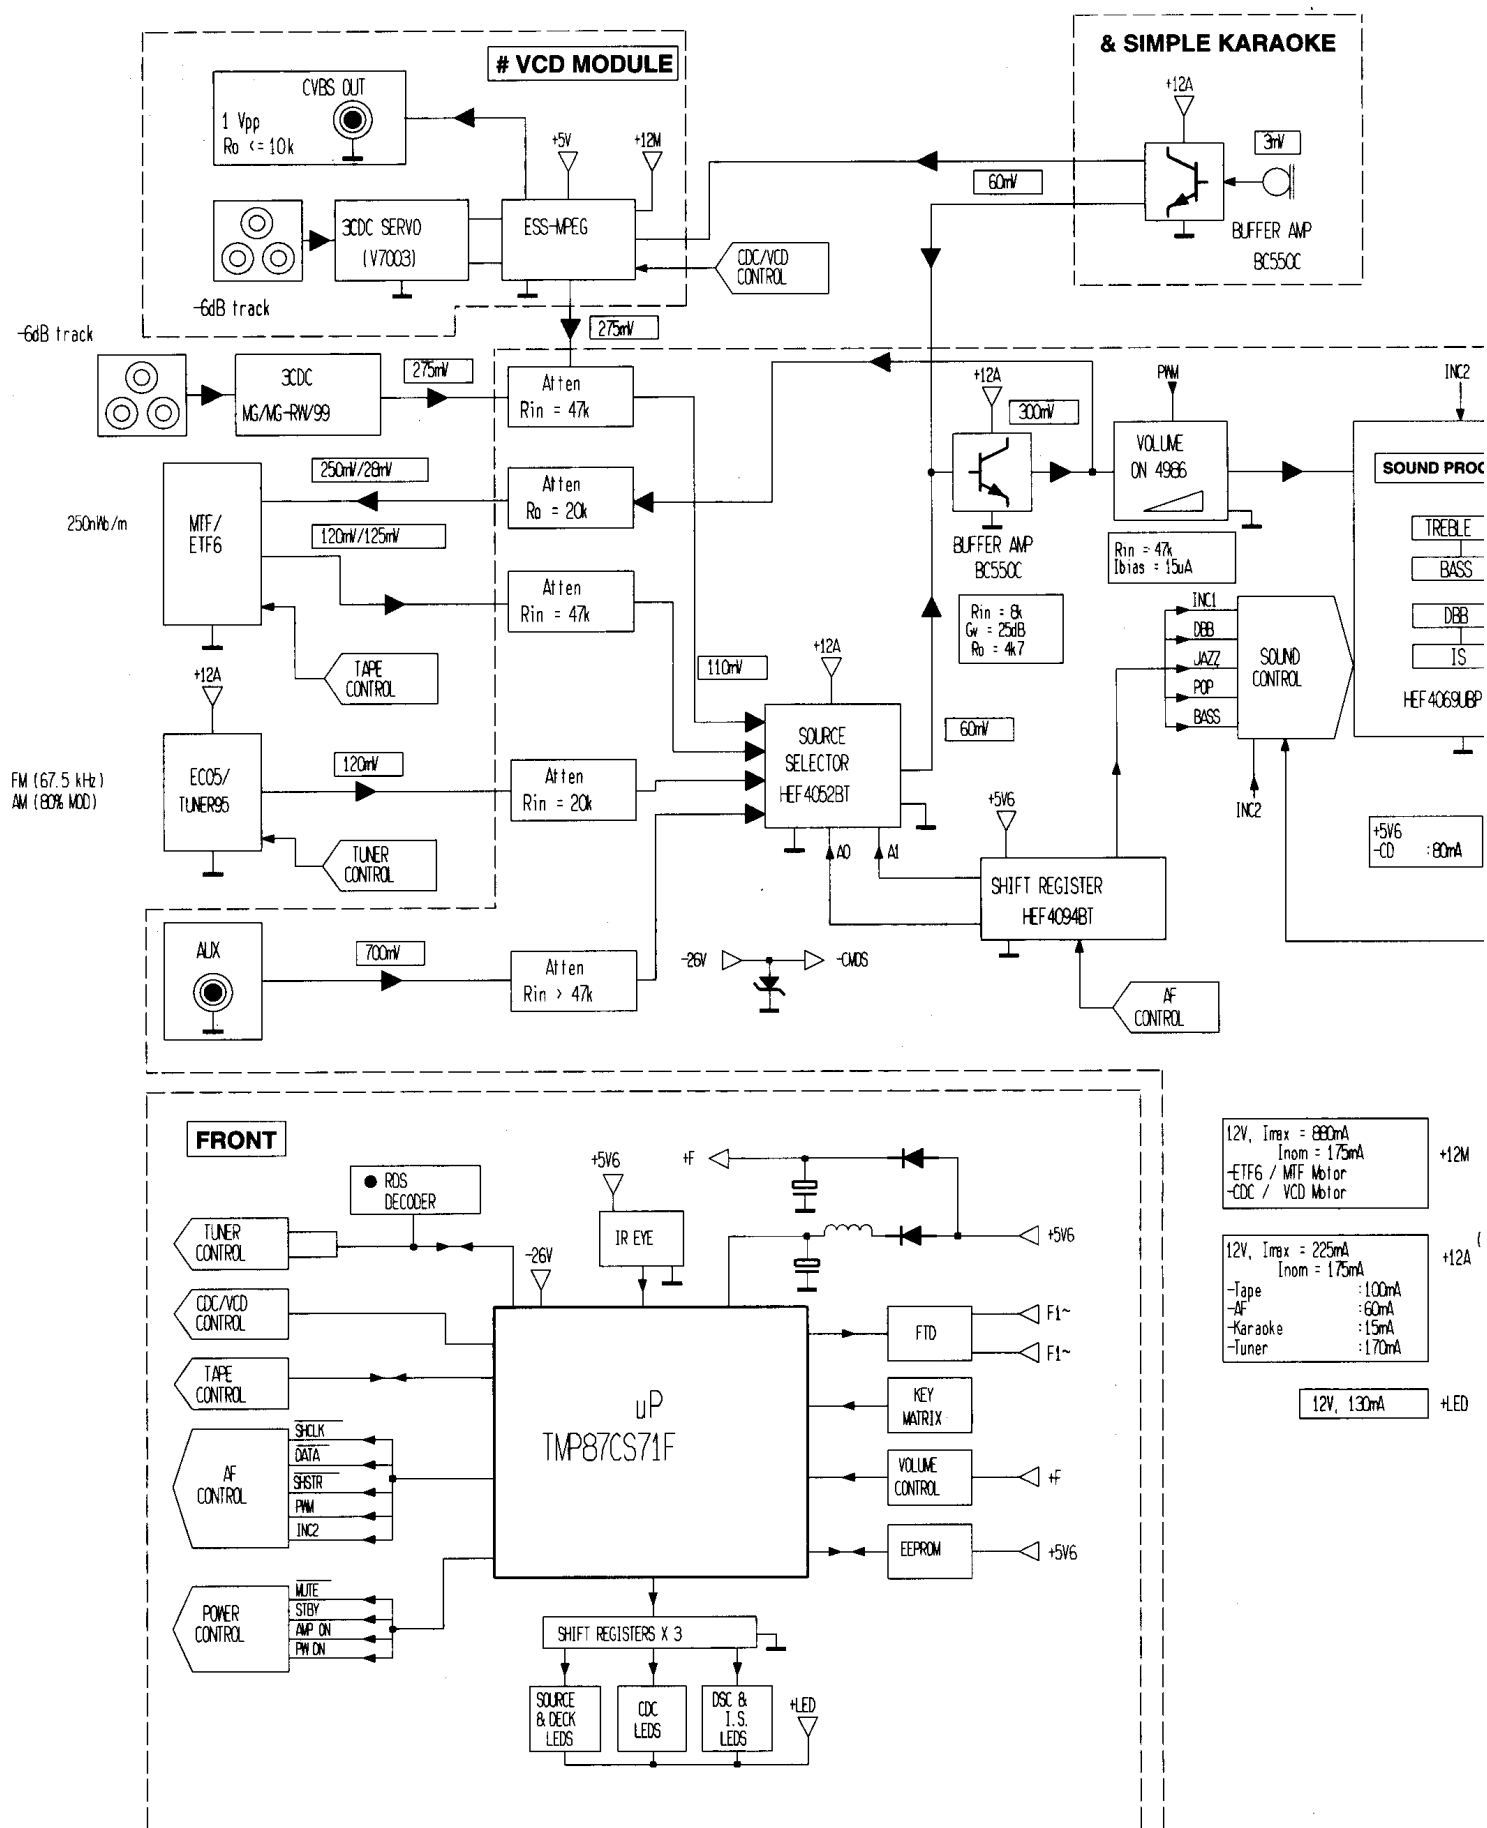 # VCD MODULE
& SIMPLE KARAOKE
CVBS OUT
1 Vpp
Ro <= 10k
+5V
+12M
+12A
3mV
60mV
3CDC SERVO
(V7003)
ESS-MPEG
BUFFER AMP
BC550C
CDC/VCD
CONTROL
-6dB track
-6dB track
275mV
3CDC
MG/MG-RW/99
275mV
Atten
Rin = 47k
+12A
300mV
PWM
INC2
VOLUME
ON 4986
SOUND PROC
250mV/28mV
Atten
Ro = 20k
250nWb/m
MTF/
ETF6
120mV/125mV
BUFFER AMP
BC550C
Rin = 47k
Ibias = 15uA
TREBLE
BASS
DBB
IS
HEF4069UBP
Atten
Rin = 47k
Rin = 8k
Gv = 25dB
Ro = 4k7
INC1
DBB
JAZZ
POP
BASS
SOUND
CONTROL
INC2
TAPE
CONTROL
+12A
110mV
+12A
60mV
SOURCE
SELECTOR
HEF4052BT
FM (67.5 kHz)
AM (80% MOD)
ECO5/
TUNER95
120mV
Atten
Rin = 20k
+5V6
+5V6
-CD :80mA
TUNER
CONTROL
A0
A1
SHIFT REGISTER
HEF4094BT
AUX
700mV
Atten
Rin > 47k
-26V
-CMOS
AF
CONTROL
FRONT
12V, Imax = 880mA
Inom = 175mA
-ETF6 / MTF Motor
-CDC / VCD Motor
+12M
RDS
DECODER
+5V6
+F
TUNER
CONTROL
-26V
IR EYE
+5V6
12V, Imax = 225mA
Inom = 175mA
-Tape :100mA
-AF :60mA
-Karaoke :15mA
-Tuner :170mA
+12A (
CDC/VCD
CONTROL
FTD
F1~
F1~
TAPE
CONTROL
uP
TMP87CS71F
KEY
MATRIX
12V, 130mA
+LED
AF
CONTROL
SHCLK
DATA
SHSTR
PWM
INC2
VOLUME
CONTROL
+F
EEPROM
+5V6
POWER
CONTROL
MUTE
STBY
AMP ON
PW ON
SHIFT REGISTERS X 3
SOURCE
& DECK
LEDS
CDC
LEDS
DSC &
I.S.
LEDS
+LED